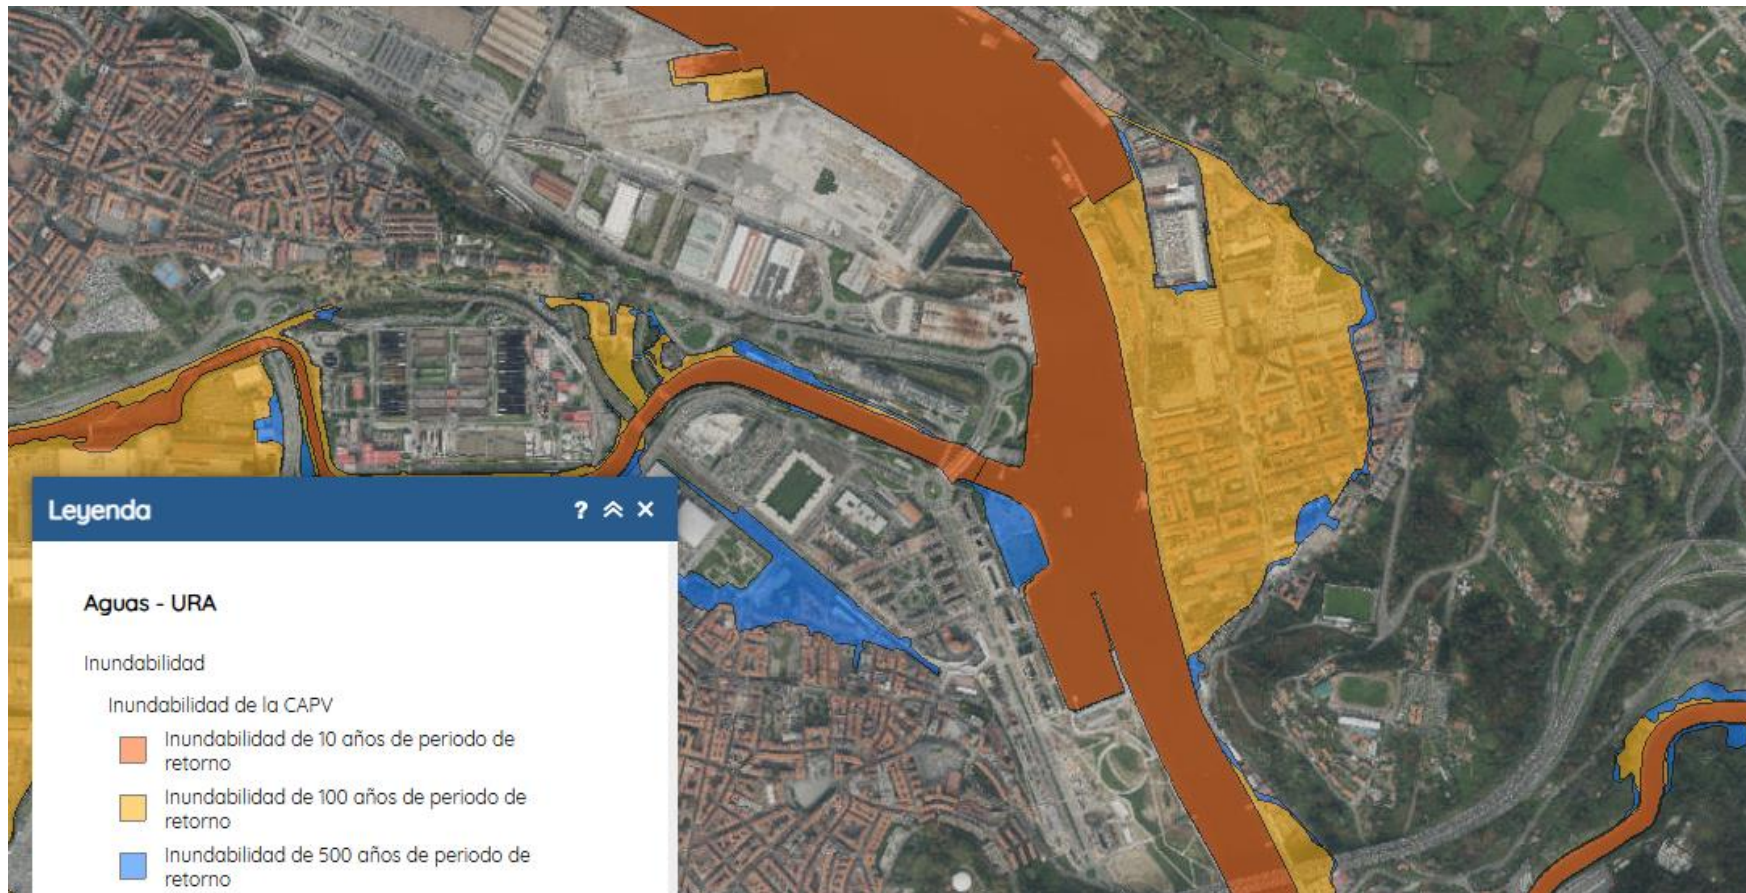 Leyenda
?
Aguas - URA
Inundabilidad
Inundabilidad de la CAPV
Inundabilidad de 10 años de periodo de
retorno
Inundabilidad de 100 años de periodo de
retorno
Inundabilidad de 500 años de periodo de
retorno